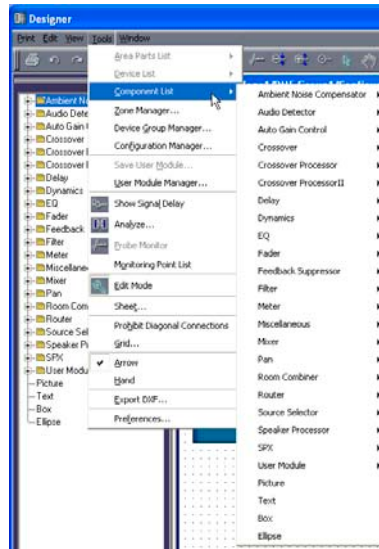 Designer
Print Edit View Tools Window
Area Parts List
Device List
Component List
Zone Manager...
Device Group Manager...
Configuration Manager...
Save User Module...
User Module Manager...
Show Signal Delay
Analyze...
Probe Monitor
Monitoring Point List
Edit Mode
Sheet...
Prohibit Diagonal Connections
Grid...
Arrow
Hand
Export DXF...
Preferences...
Ambient Noise Compensator
Audio Detector
Auto Gain Control
Crossover
Crossover Processor
Crossover ProcessorII
Delay
Dynamics
EQ
Fader
Feedback Suppressor
Filter
Meter
Miscellaneous
Mixer
Pan
Room Combiner
Router
Source Selector
Speaker Processor
SPX
User Module
Picture
Text
Box
Ellipse
Ambient No
Audio Dete
Auto Gain
Crossover
Crossover
Crossover
Delay
Dynamics
EQ
Fader
Feedback
Filter
Meter
Miscellane
Mixer
Pan
Room Com
Router
Source Sel
Speaker P
SPX
User Modu
Picture
Text
Box
Ellipse